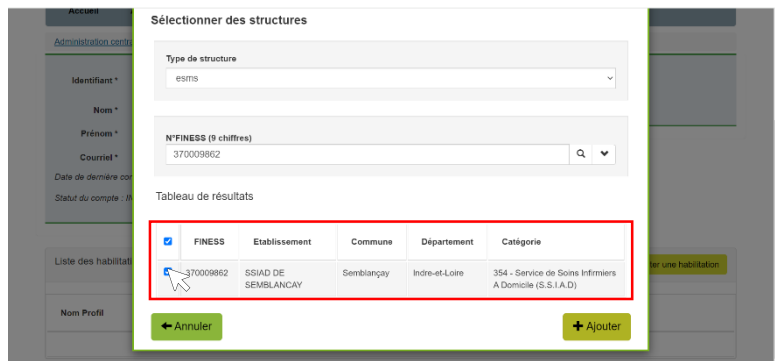 Accueil
Sélectionner des structures
Administration centr
Type de structure
esms
Identifiant *
Nom *
Prénom *
N°FINESS (9 chiffres)
Courriel *
370009862
Date de dernière con
Statut du compte : IN
Tableau de résultats
FINESS Etablissement Commune Département Catégorie
Liste des habilitati
ter une habilitation
370009862 SSIAD DE SEMBLANCAY Semblançay Indre-et-Loire 354 - Service de Soins Infirmiers A Domicile (S.S.I.A.D)
Nom Profil
Annuler
Ajouter